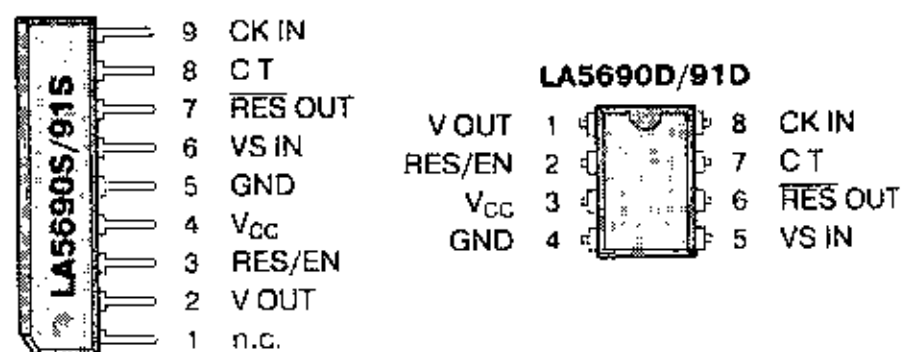 LA5690S/91S
9 CK IN
8 C T
7 R̅E̅S̅ OUT
6 VS IN
5 GND
4 VCC
3 RES/EN
2 V OUT
1 n.c.
LA5690D/91D
V OUT 1 8 CK IN
RES/EN 2 7 C T
VCC 3 6 R̅E̅S̅ OUT
GND 4 5 VS IN